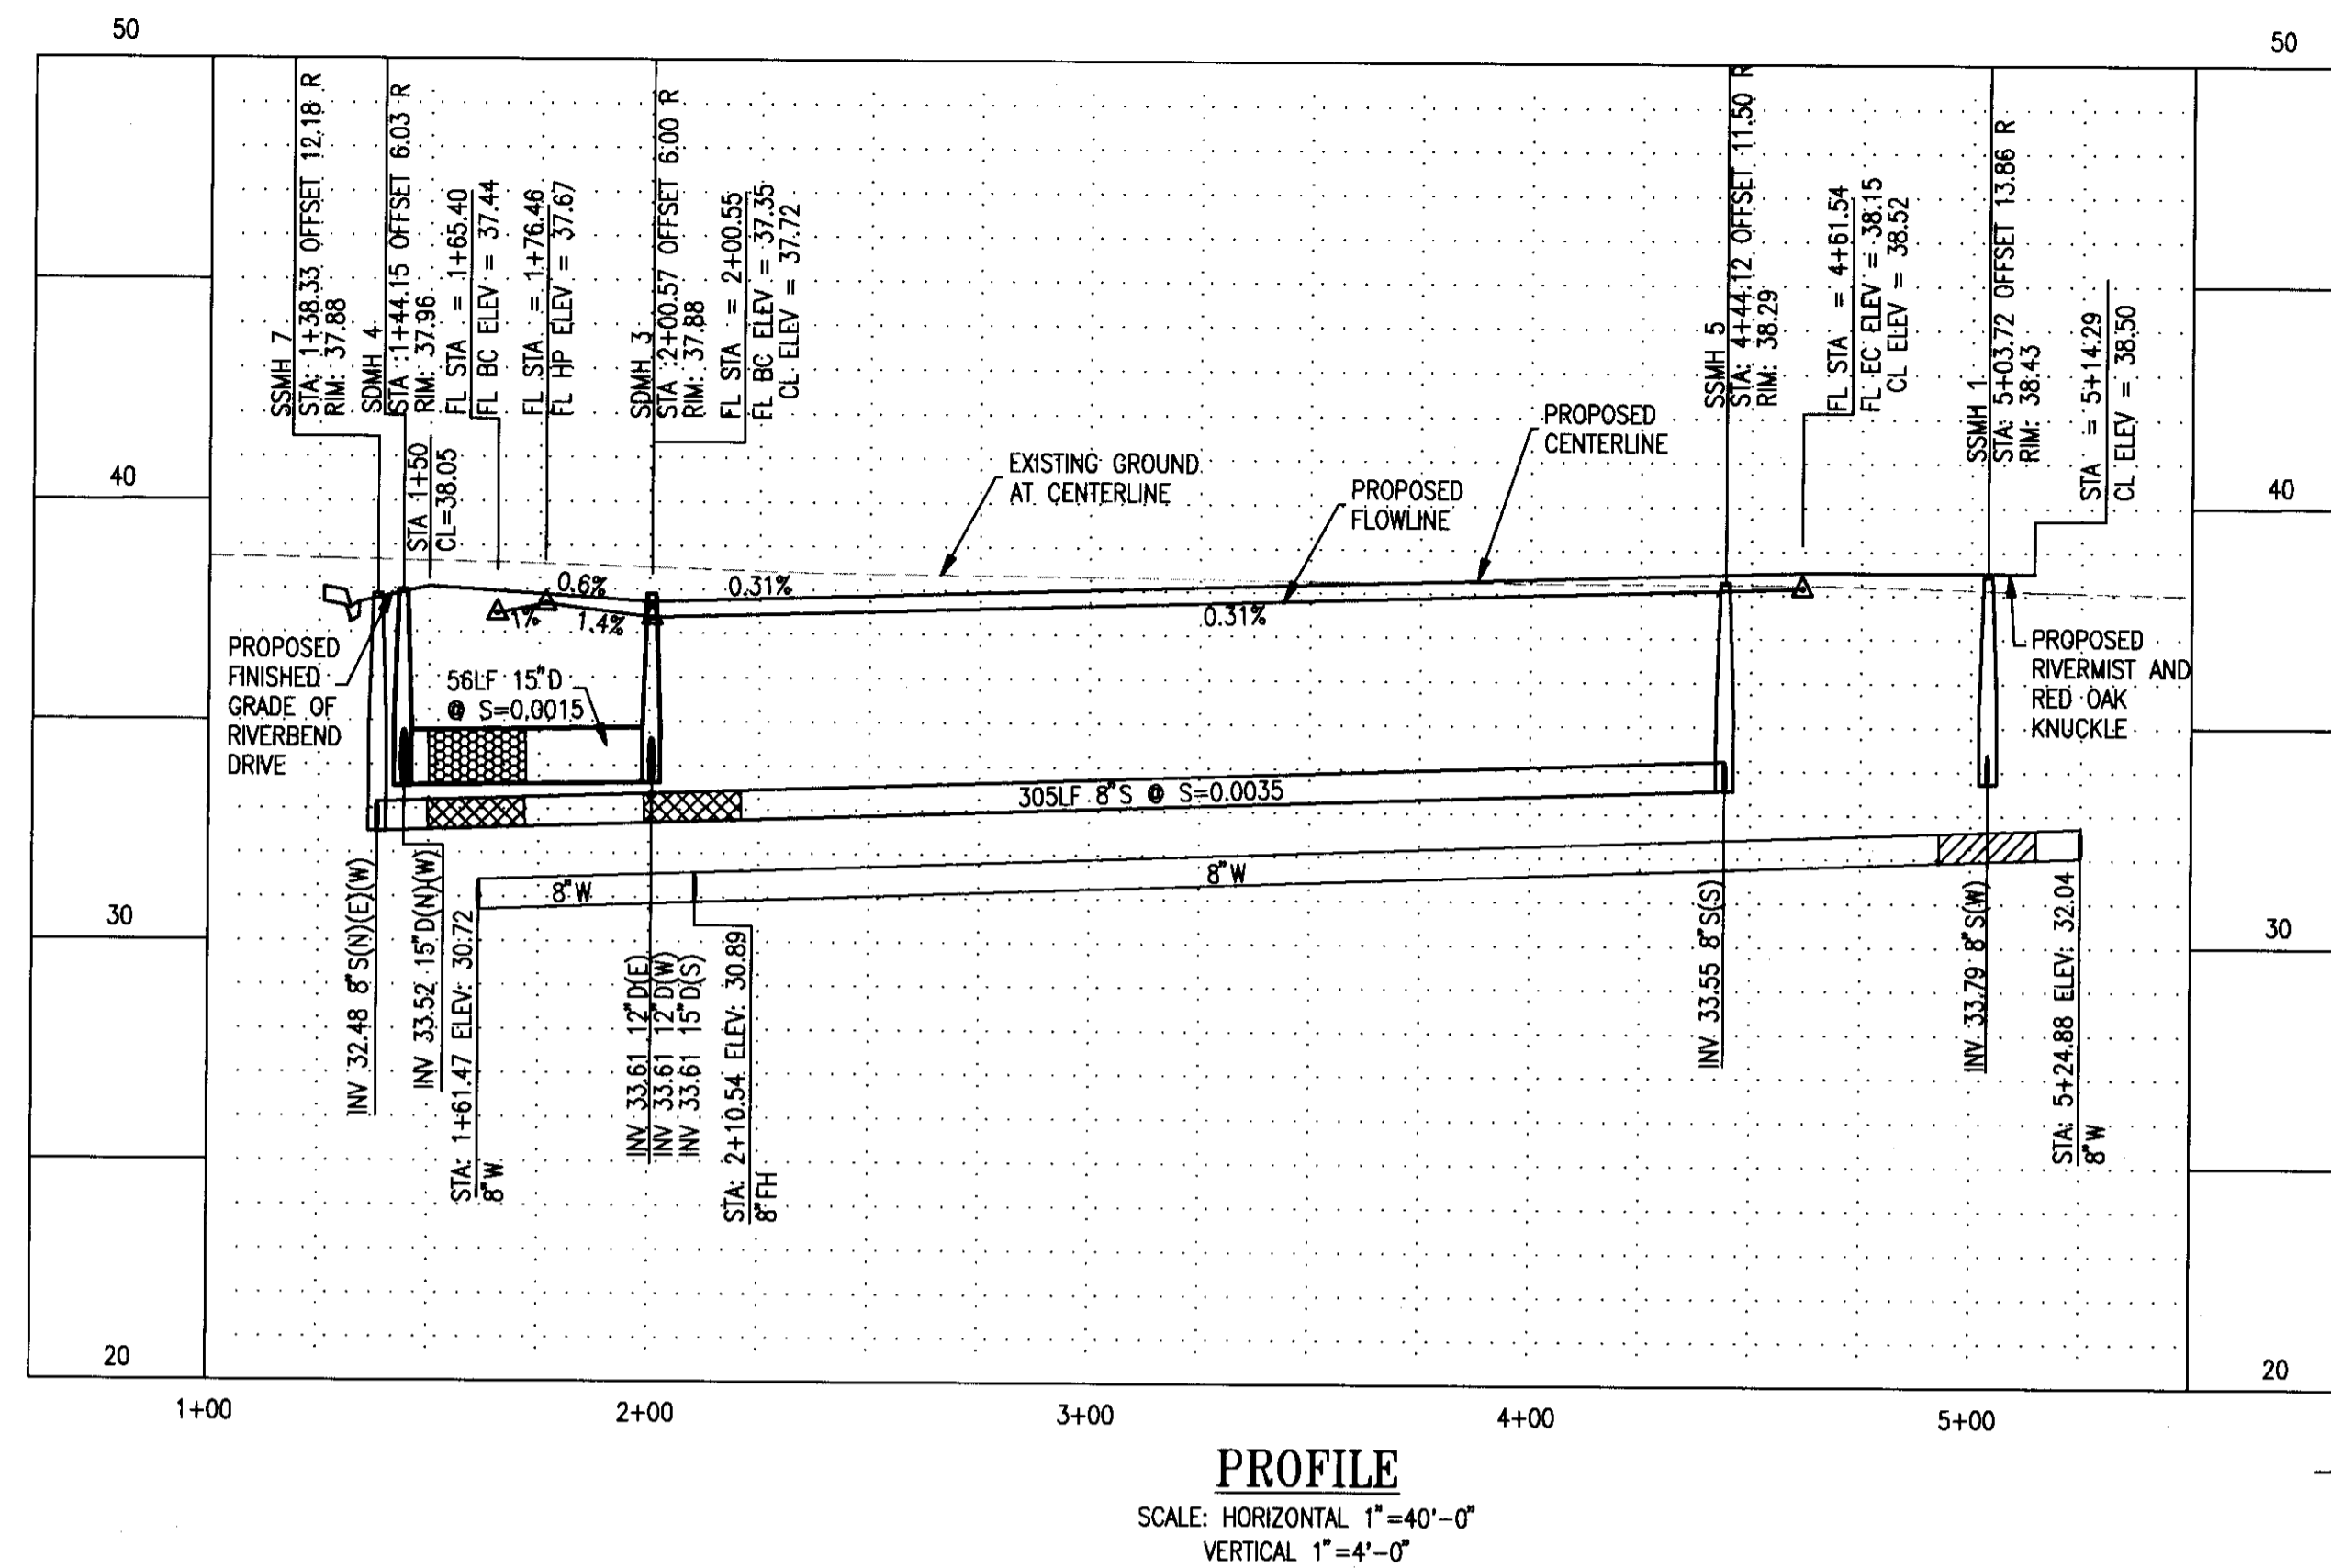 50
50
SSMH 7
STA: 1+38.33 OFFSET 12.18 R
RIM: 37.88
SDMH 4
STA :1+44.15 OFFSET 6.03 R
RIM: 37.96
STA 1+50
CL=38.05
FL STA = 1+65.40
FL BC ELEV = 37.44
FL STA = 1+76.46
FL HP ELEV = 37.67
SDMH 3
STA :2+00.57 OFFSET 6.00 R
RIM: 37.88
FL STA = 2+00.55
FL BC ELEV = 37.35
CL ELEV = 37.72
SSMH 5
STA: 4+44.12 OFFSET 11.50 R
RIM: 38.29
FL STA = 4+61.54
FL EC ELEV = 38.15
CL ELEV = 38.52
SSMH 1
STA: 5+03.72 OFFSET 13.86 R
RIM: 38.43
STA = 5+14.29
CL ELEV = 38.50
40
40
EXISTING GROUND
AT CENTERLINE
PROPOSED
FLOWLINE
PROPOSED
CENTERLINE
0.6%
0.31%
1%
1.4%
0.31%
PROPOSED
FINISHED
GRADE OF
RIVERBEND
DRIVE
56LF 15"D
@ S=0.0015
PROPOSED
RIVERMIST AND
RED OAK
KNUCKLE
305LF 8"S @ S=0.0035
8"W
8"W
30
30
INV 32.48 8"S(N)(E)(W)
INV 33.52 15"D(N)(W)
STA: 1+61.47 ELEV: 30.72
8"W
INV 33.61 12"D(E)
INV 33.61 12"D(W)
INV 33.61 15"D(S)
STA: 2+10.54 ELEV: 30.89
8"FH
INV 33.55 8"S(S)
INV 33.79 8"S(W)
STA: 5+24.88 ELEV: 32.04
8"W
20
20
1+00
2+00
3+00
4+00
5+00
PROFILE
SCALE: HORIZONTAL 1"=40'-0"
VERTICAL 1"=4'-0"